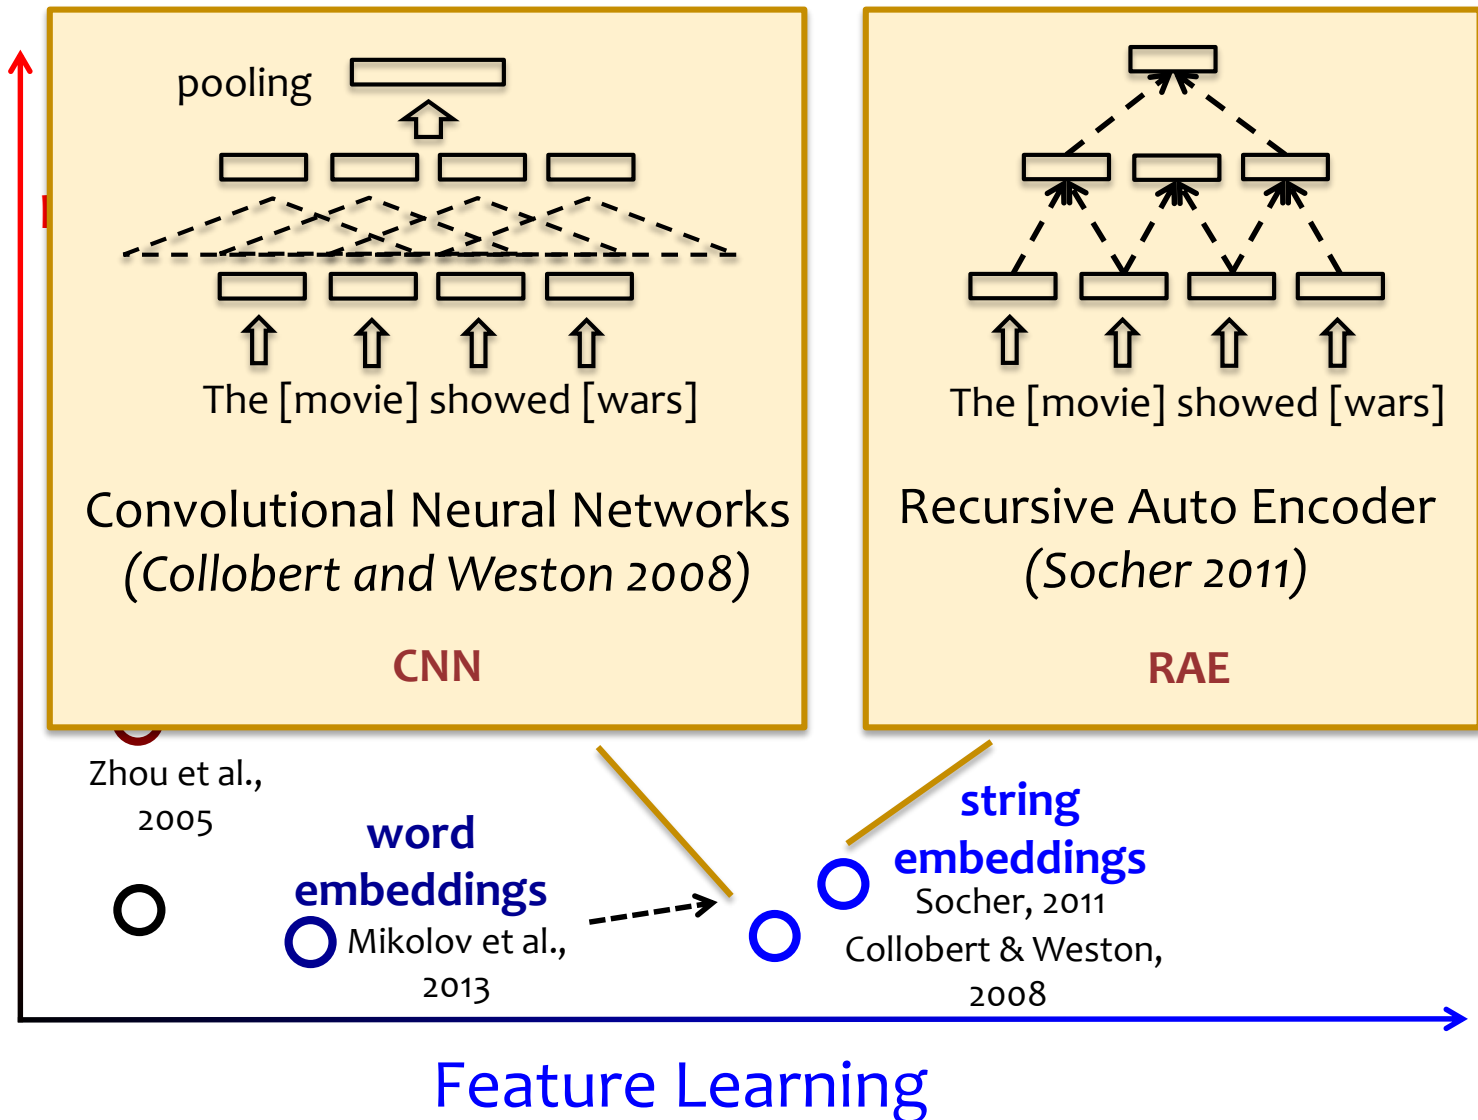 pooling
The [movie] showed [wars]
Convolutional Neural Networks
(Collobert and Weston 2008)
CNN
The [movie] showed [wars]
Recursive Auto Encoder
(Socher 2011)
RAE
Zhou et al.,
2005
word
embeddings
Mikolov et al.,
2013
string
embeddings
Socher, 2011
Collobert & Weston,
2008
Feature Learning